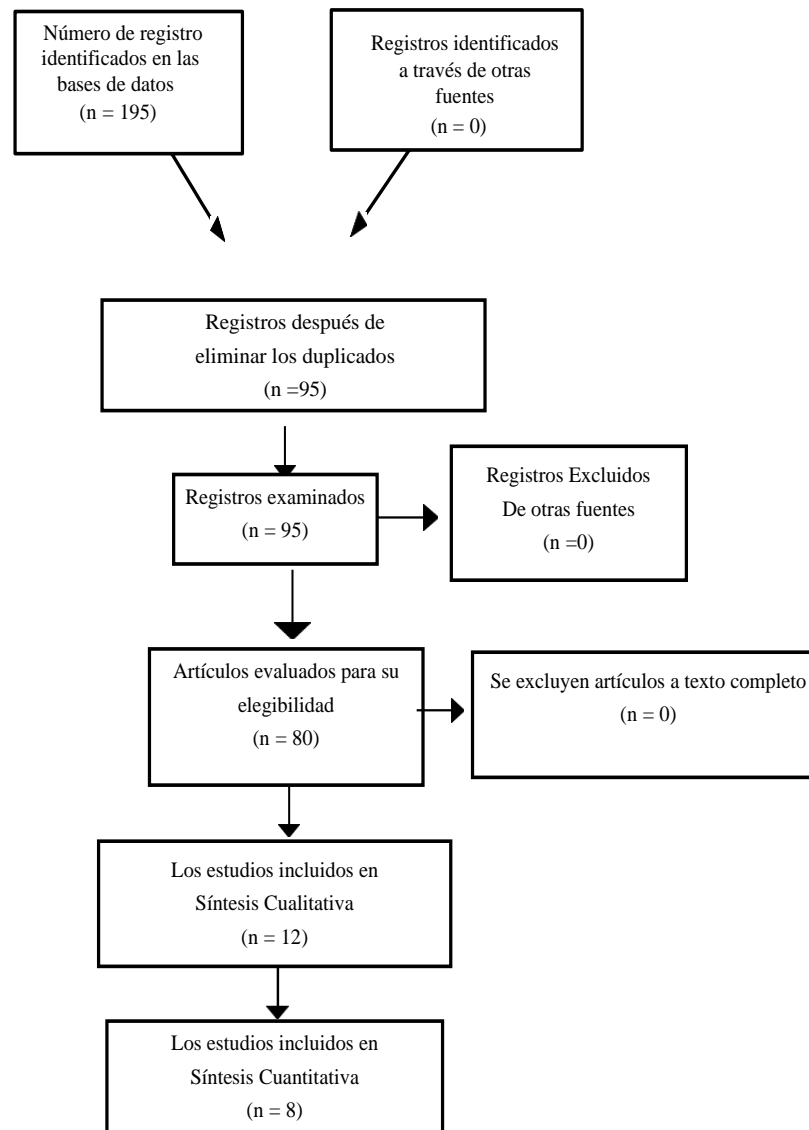 Número de registro
identificados en las
bases de datos
(n = 195)
Registros identificados
a través de otras
fuentes
(n = 0)
Registros después de
eliminar los duplicados
(n =95)
Registros examinados
(n = 95)
Registros Excluidos
De otras fuentes
(n =0)
Artículos evaluados para su
elegibilidad
(n = 80)
Se excluyen artículos a texto completo
(n = 0)
Los estudios incluidos en
Síntesis Cualitativa
(n = 12)
Los estudios incluidos en
Síntesis Cuantitativa
(n = 8)